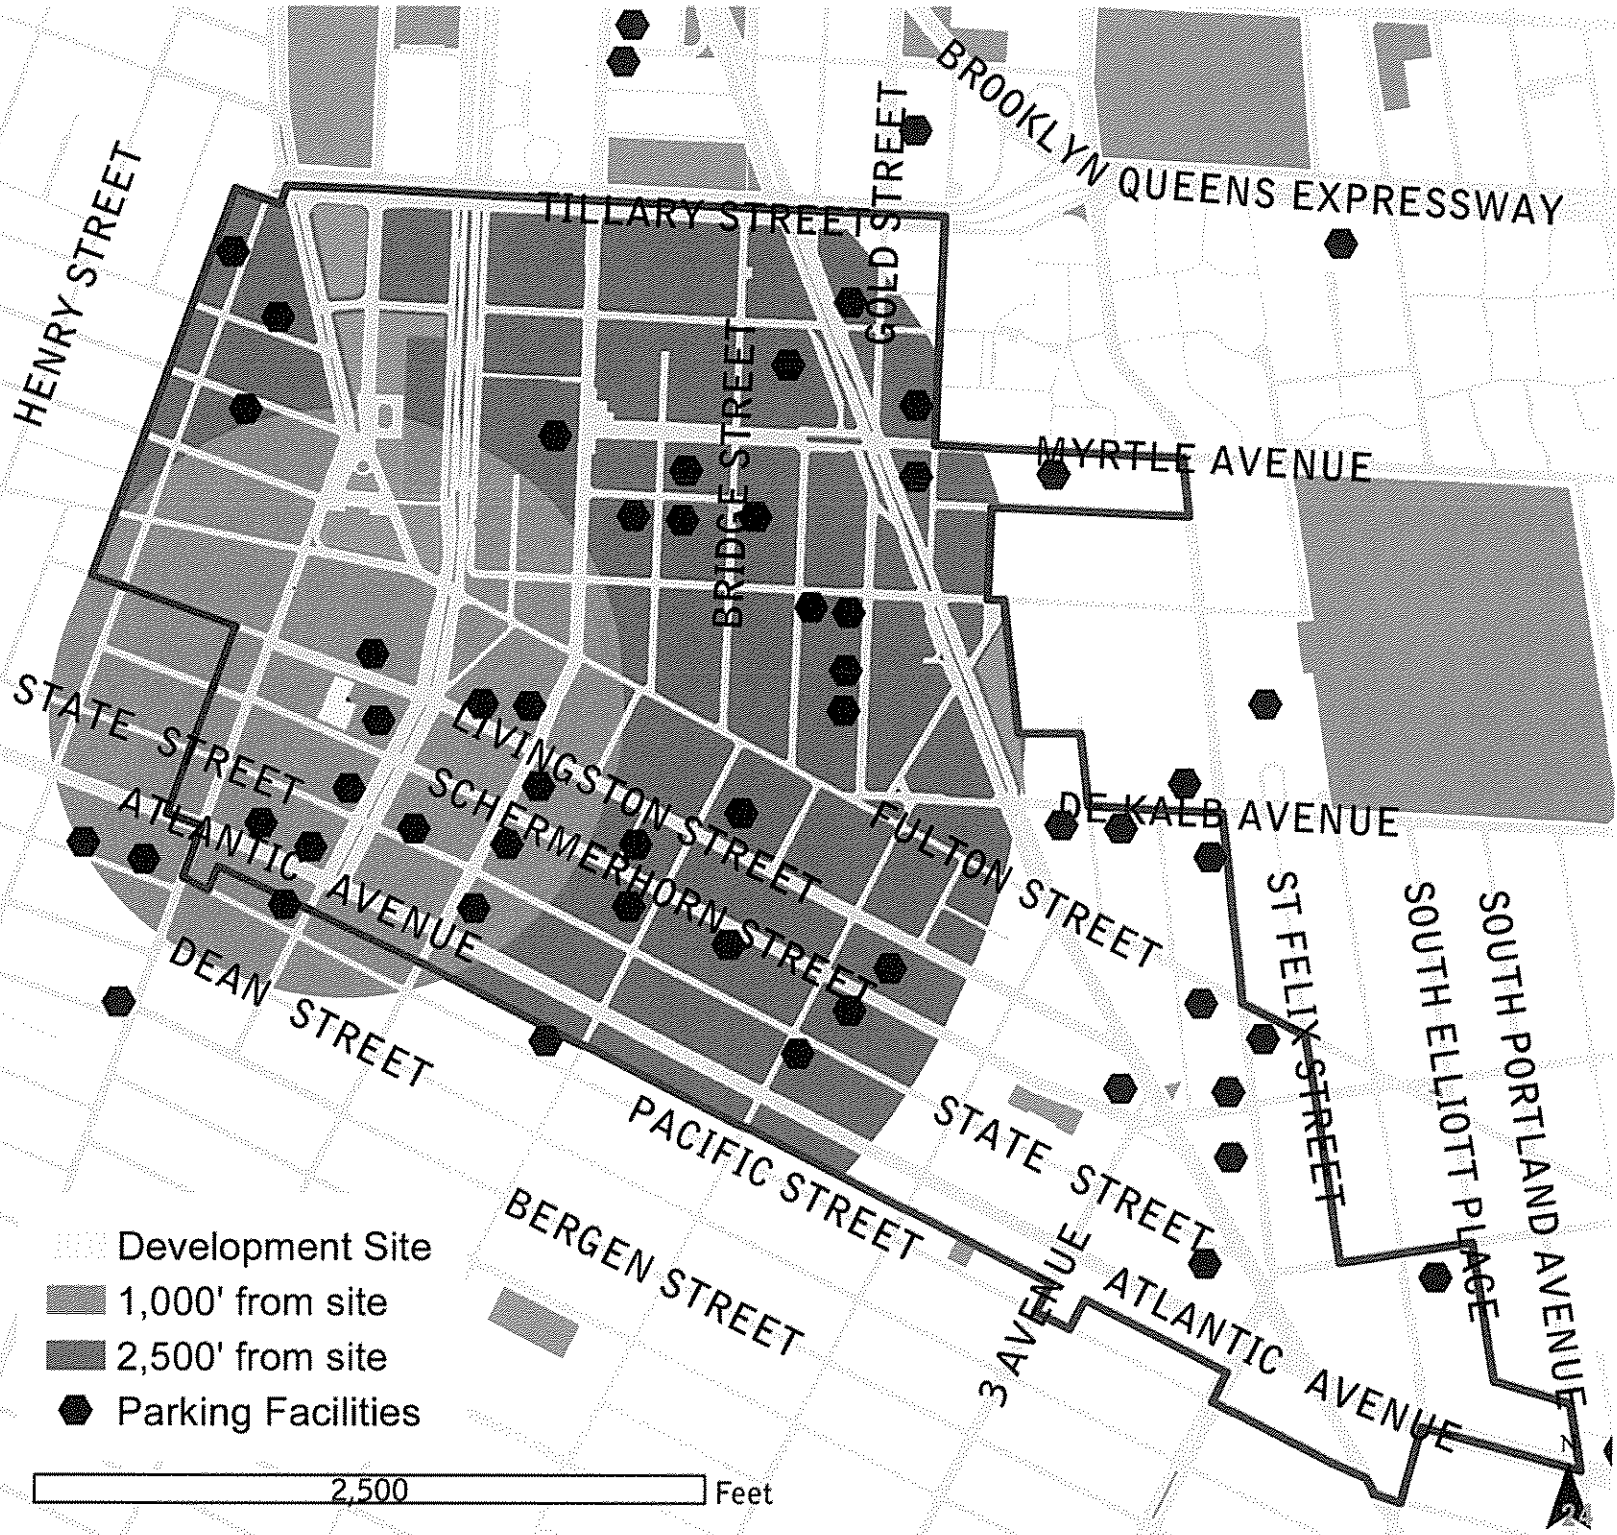 BROOKLYN QUEENS EXPRESSWAY
GOLD STREET
HENRY STREET
TILLARY STREET
BRIDGE STREET
MYRTLE AVENUE
STATE STREET
LIVINGSTON STREET
SCHERMERHORN STREET
ATLANTIC AVENUE
DE KALB AVENUE
FULTON STREET
ST FELIX STREET
SOUTH ELLIOTT PLACE
SOUTH PORTLAND AVENUE
DEAN STREET
PACIFIC STREET
STATE STREET
BERGEN STREET
3 AVENUE
ATLANTIC AVENUE
Development Site
1,000' from site
2,500' from site
Parking Facilities
2,500 Feet
N
24